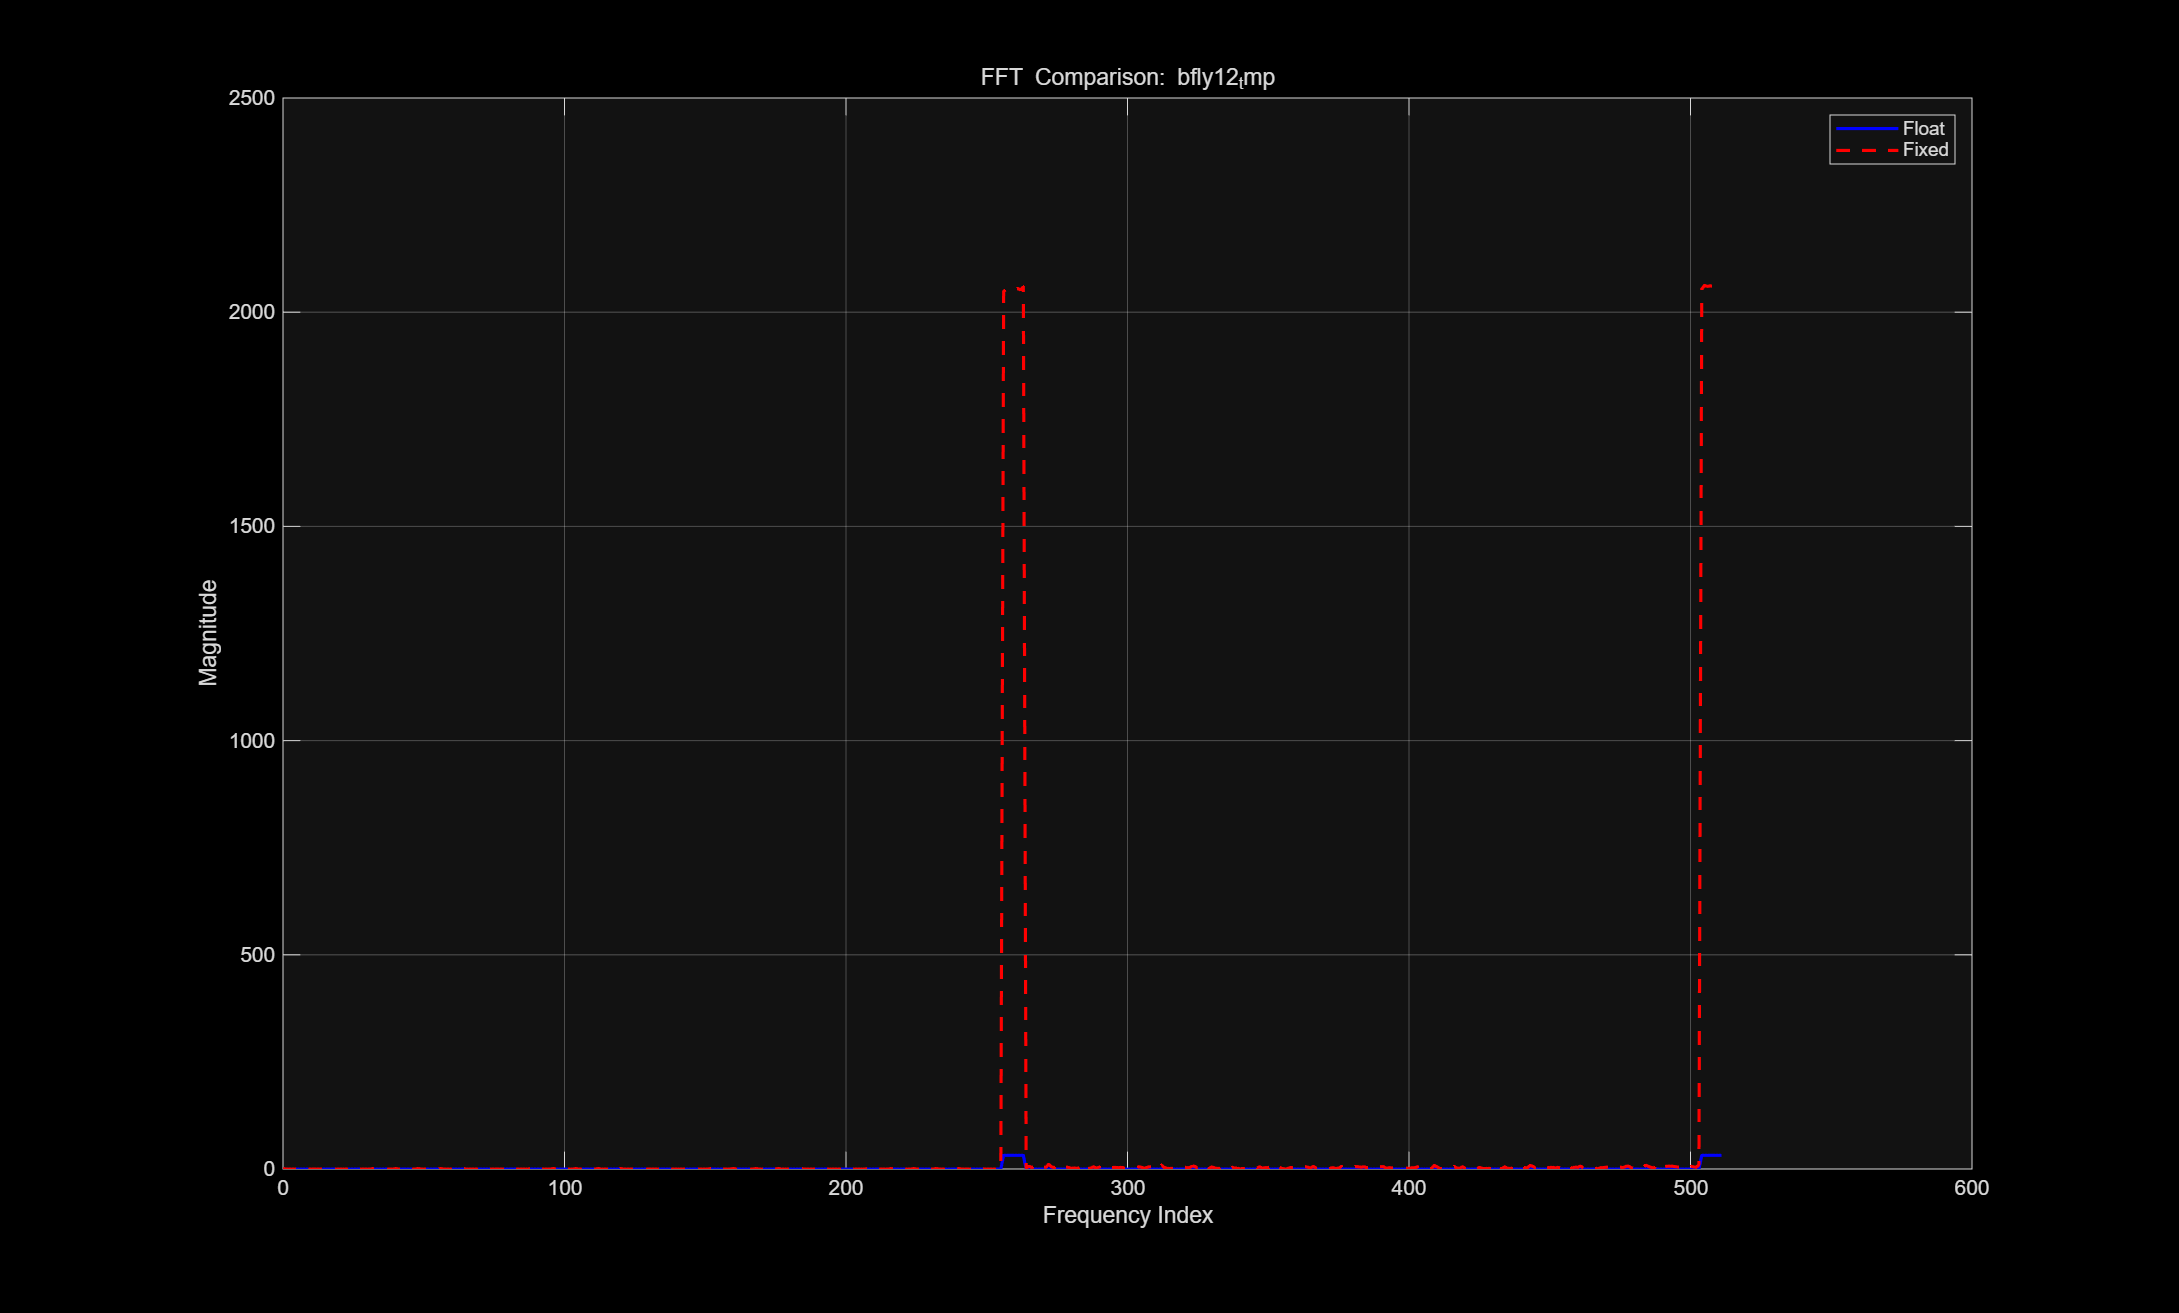 FFT Comparison: bfly12ₜmp
2500
2000
1500
1000
500
0
Float
Fixed
Magnitude
0 100 200 300 400 500 600
Frequency Index